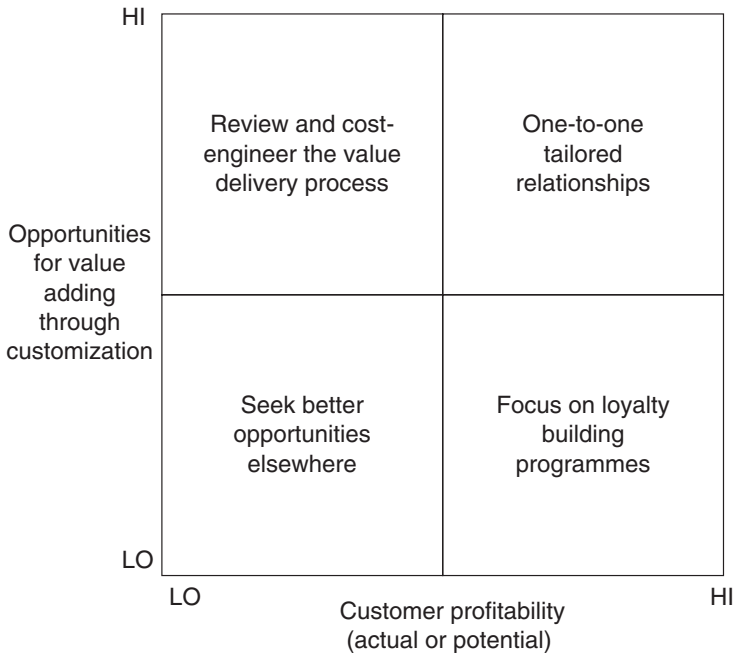 HI
Review and cost-
engineer the value
delivery process
One-to-one
tailored
relationships
Opportunities
for value
adding
through
customization
Seek better
opportunities
elsewhere
Focus on loyalty
building
programmes
LO
LO
HI
Customer profitability
(actual or potential)